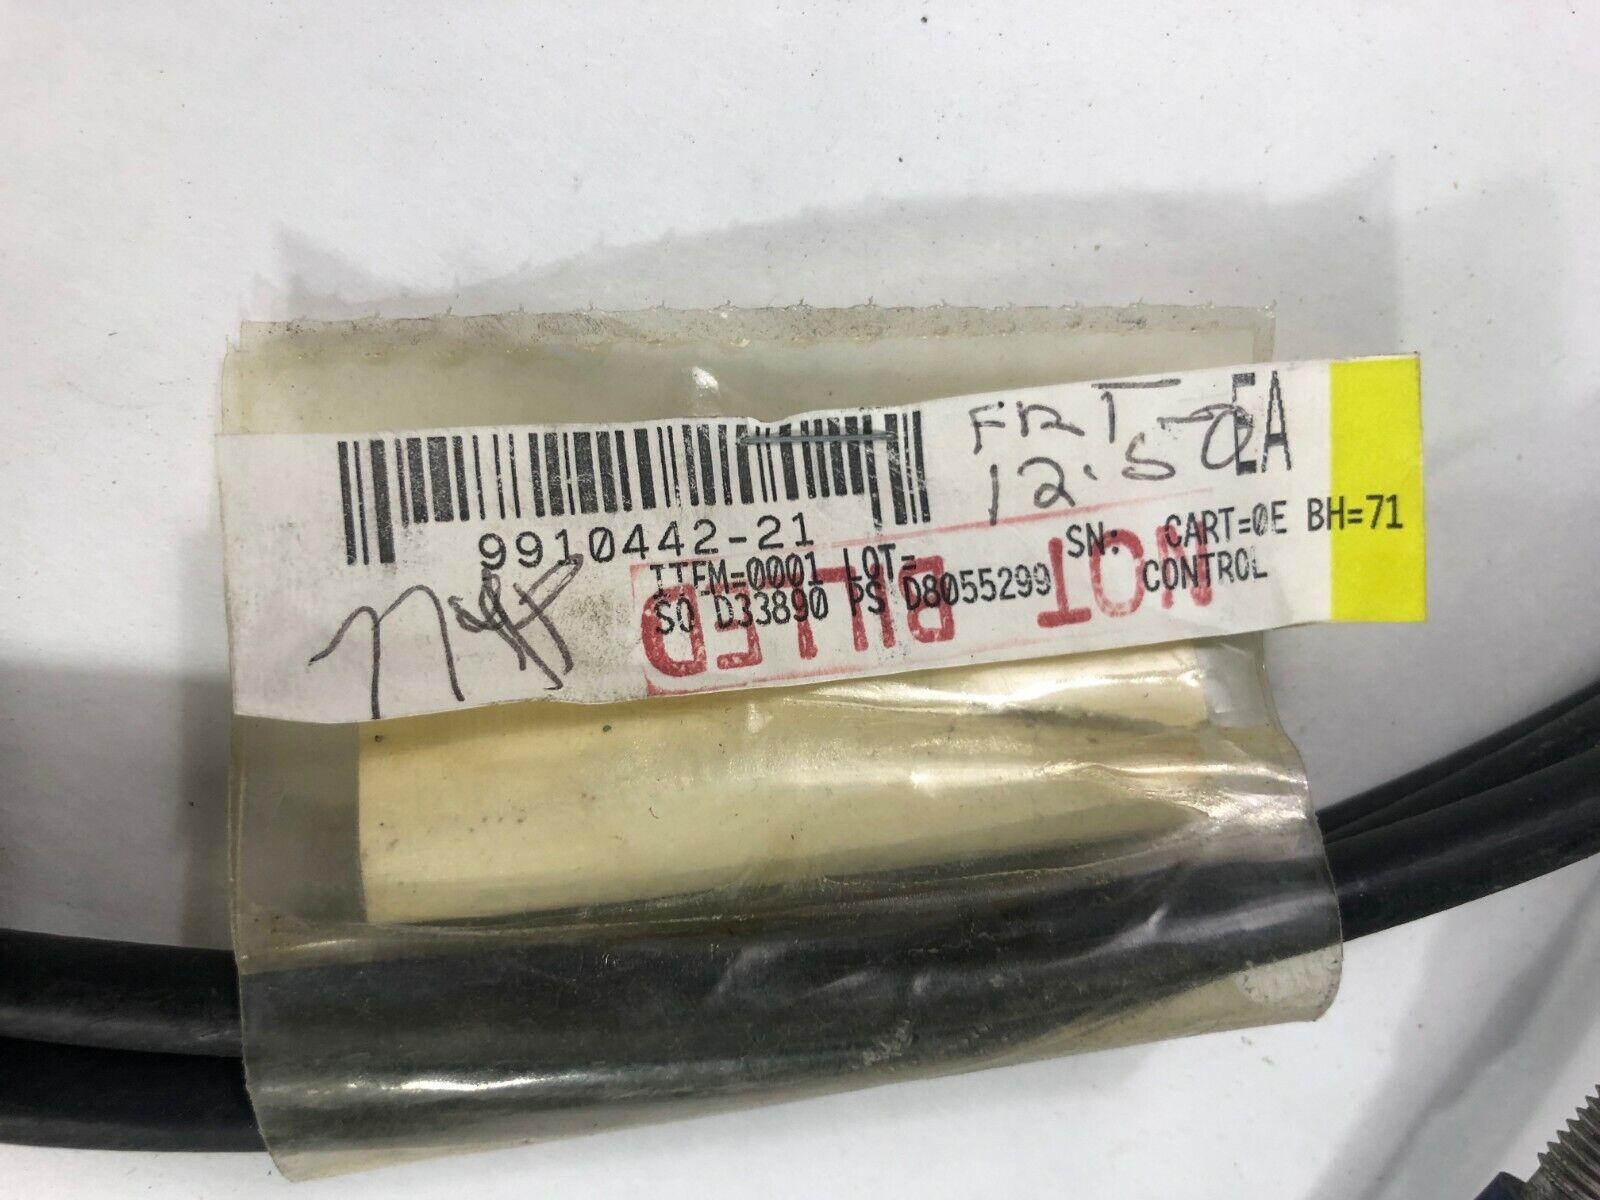 FRT EA
12.50
9910442-21
ITEM=0001 LOT= SN: CART=0E BH=71
SO D33890 PS D8055299 CONTROL
NOT BILLED